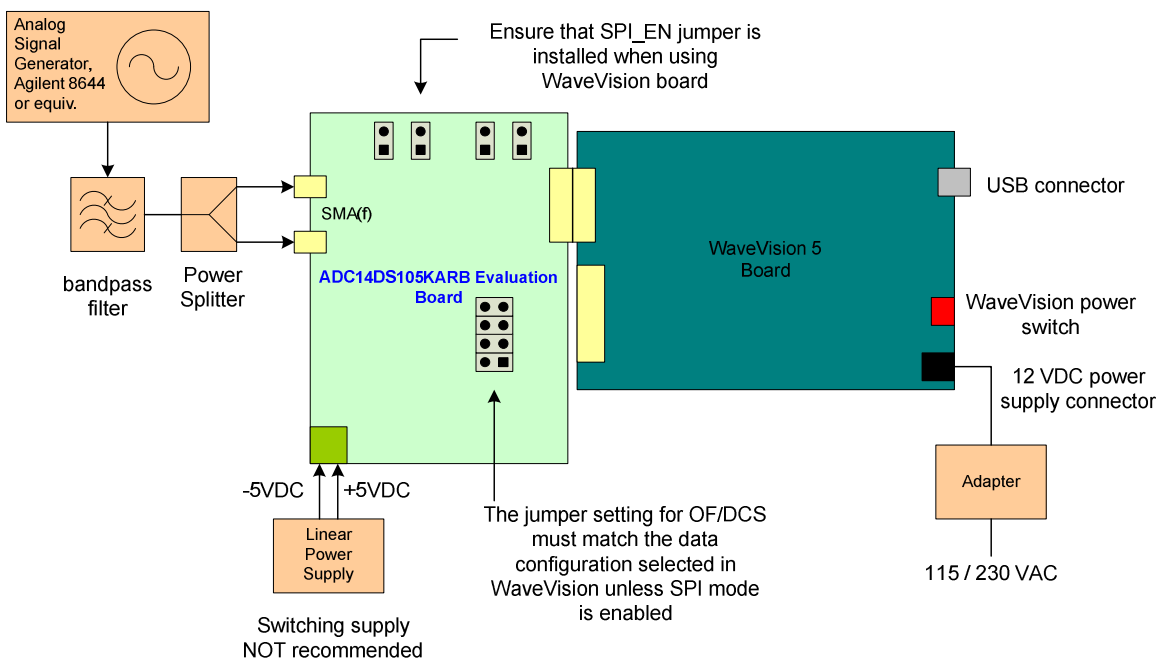 Analog
Signal
Generator,
Agilent 8644
or equiv.
Ensure that SPI_EN jumper is
installed when using
WaveVision board
SMA(f)
bandpass
filter
Power
Splitter
ADC14DS105KARB Evaluation
Board
WaveVision 5
Board
USB connector
WaveVision power
switch
12 VDC power
supply connector
Adapter
115 / 230 VAC
-5VDC
+5VDC
Linear
Power
Supply
Switching supply
NOT recommended
The jumper setting for OF/DCS
must match the data
configuration selected in
WaveVision unless SPI mode
is enabled